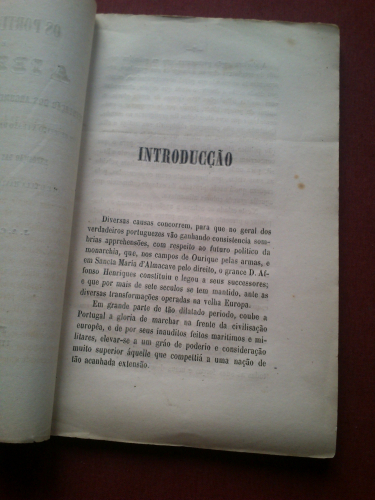 INTRODUCÇÃO
Diversas causas concorrem, para que no geral dos
verdadeiros portuguezes vão ganhando consistencia som-
brias apprehensões, com respeito ao futuro politico da
monarchia, que, nos campos de Ourique pelas armas, e
em Sancta Maria d'Almacave pelo direito, o grance D. Af-
fonso Henriques constituiu e legou a seus successores;
e que por mais de sete seculos se tem mantido, ante as
diversas transformações operadas na velha Europa.
Em grande parte de tão dilatado periodo, coube a
Portugal a gloria de marchar na frente da civilisação
européa, e de por seus inauditos feitos maritimos e mi-
litares, elevar-se a um gráo de poderio e consideração
muito superior áquelle que competiá a uma nação de
tão acanhada extensão.